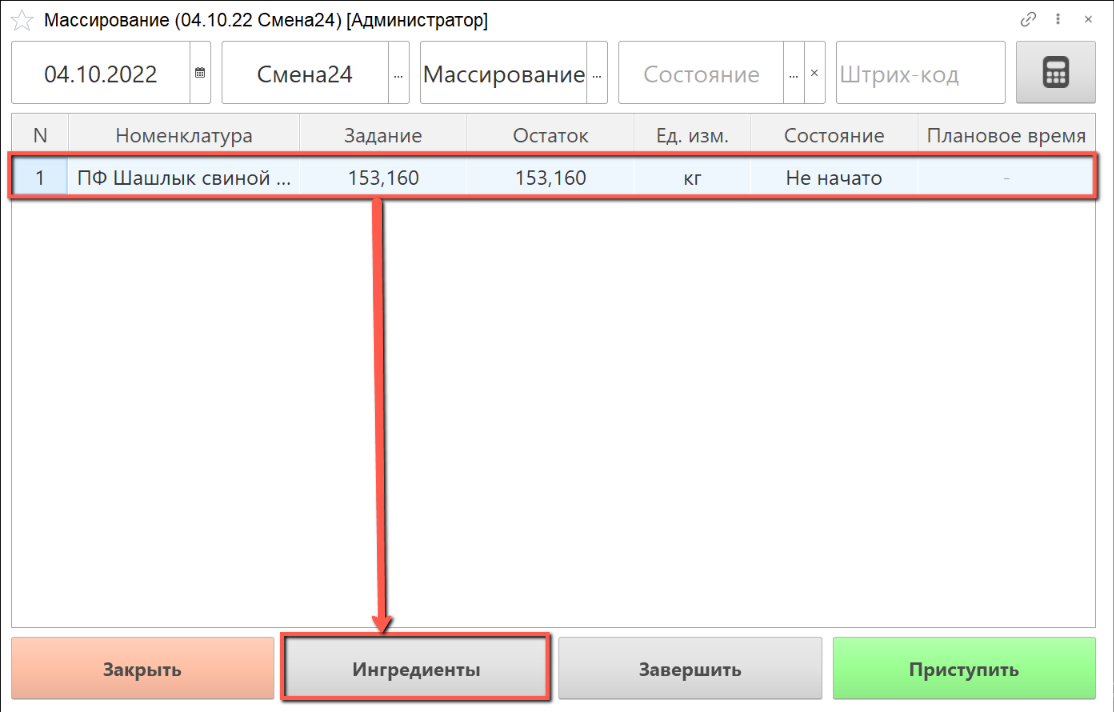 Массирование (04.10.22 Смена24) [Администратор]
04.10.2022 Смена24 ... Массирование ... Состояние ... × Штрих-код
N Номенклатура Задание Остаток Ед. изм. Состояние Плановое время
1 ПФ Шашлык свиной ... 153,160 153,160 кг Не начато -
Закрыть Ингредиенты Завершить Приступить